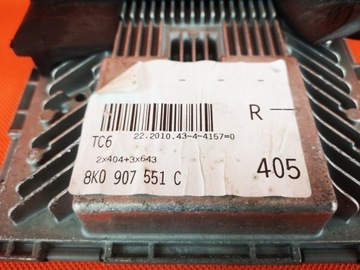 - - -
R—
TC6 22.2010.43-4-4157=0
2x404+3x643
8K0 907 551 C 405